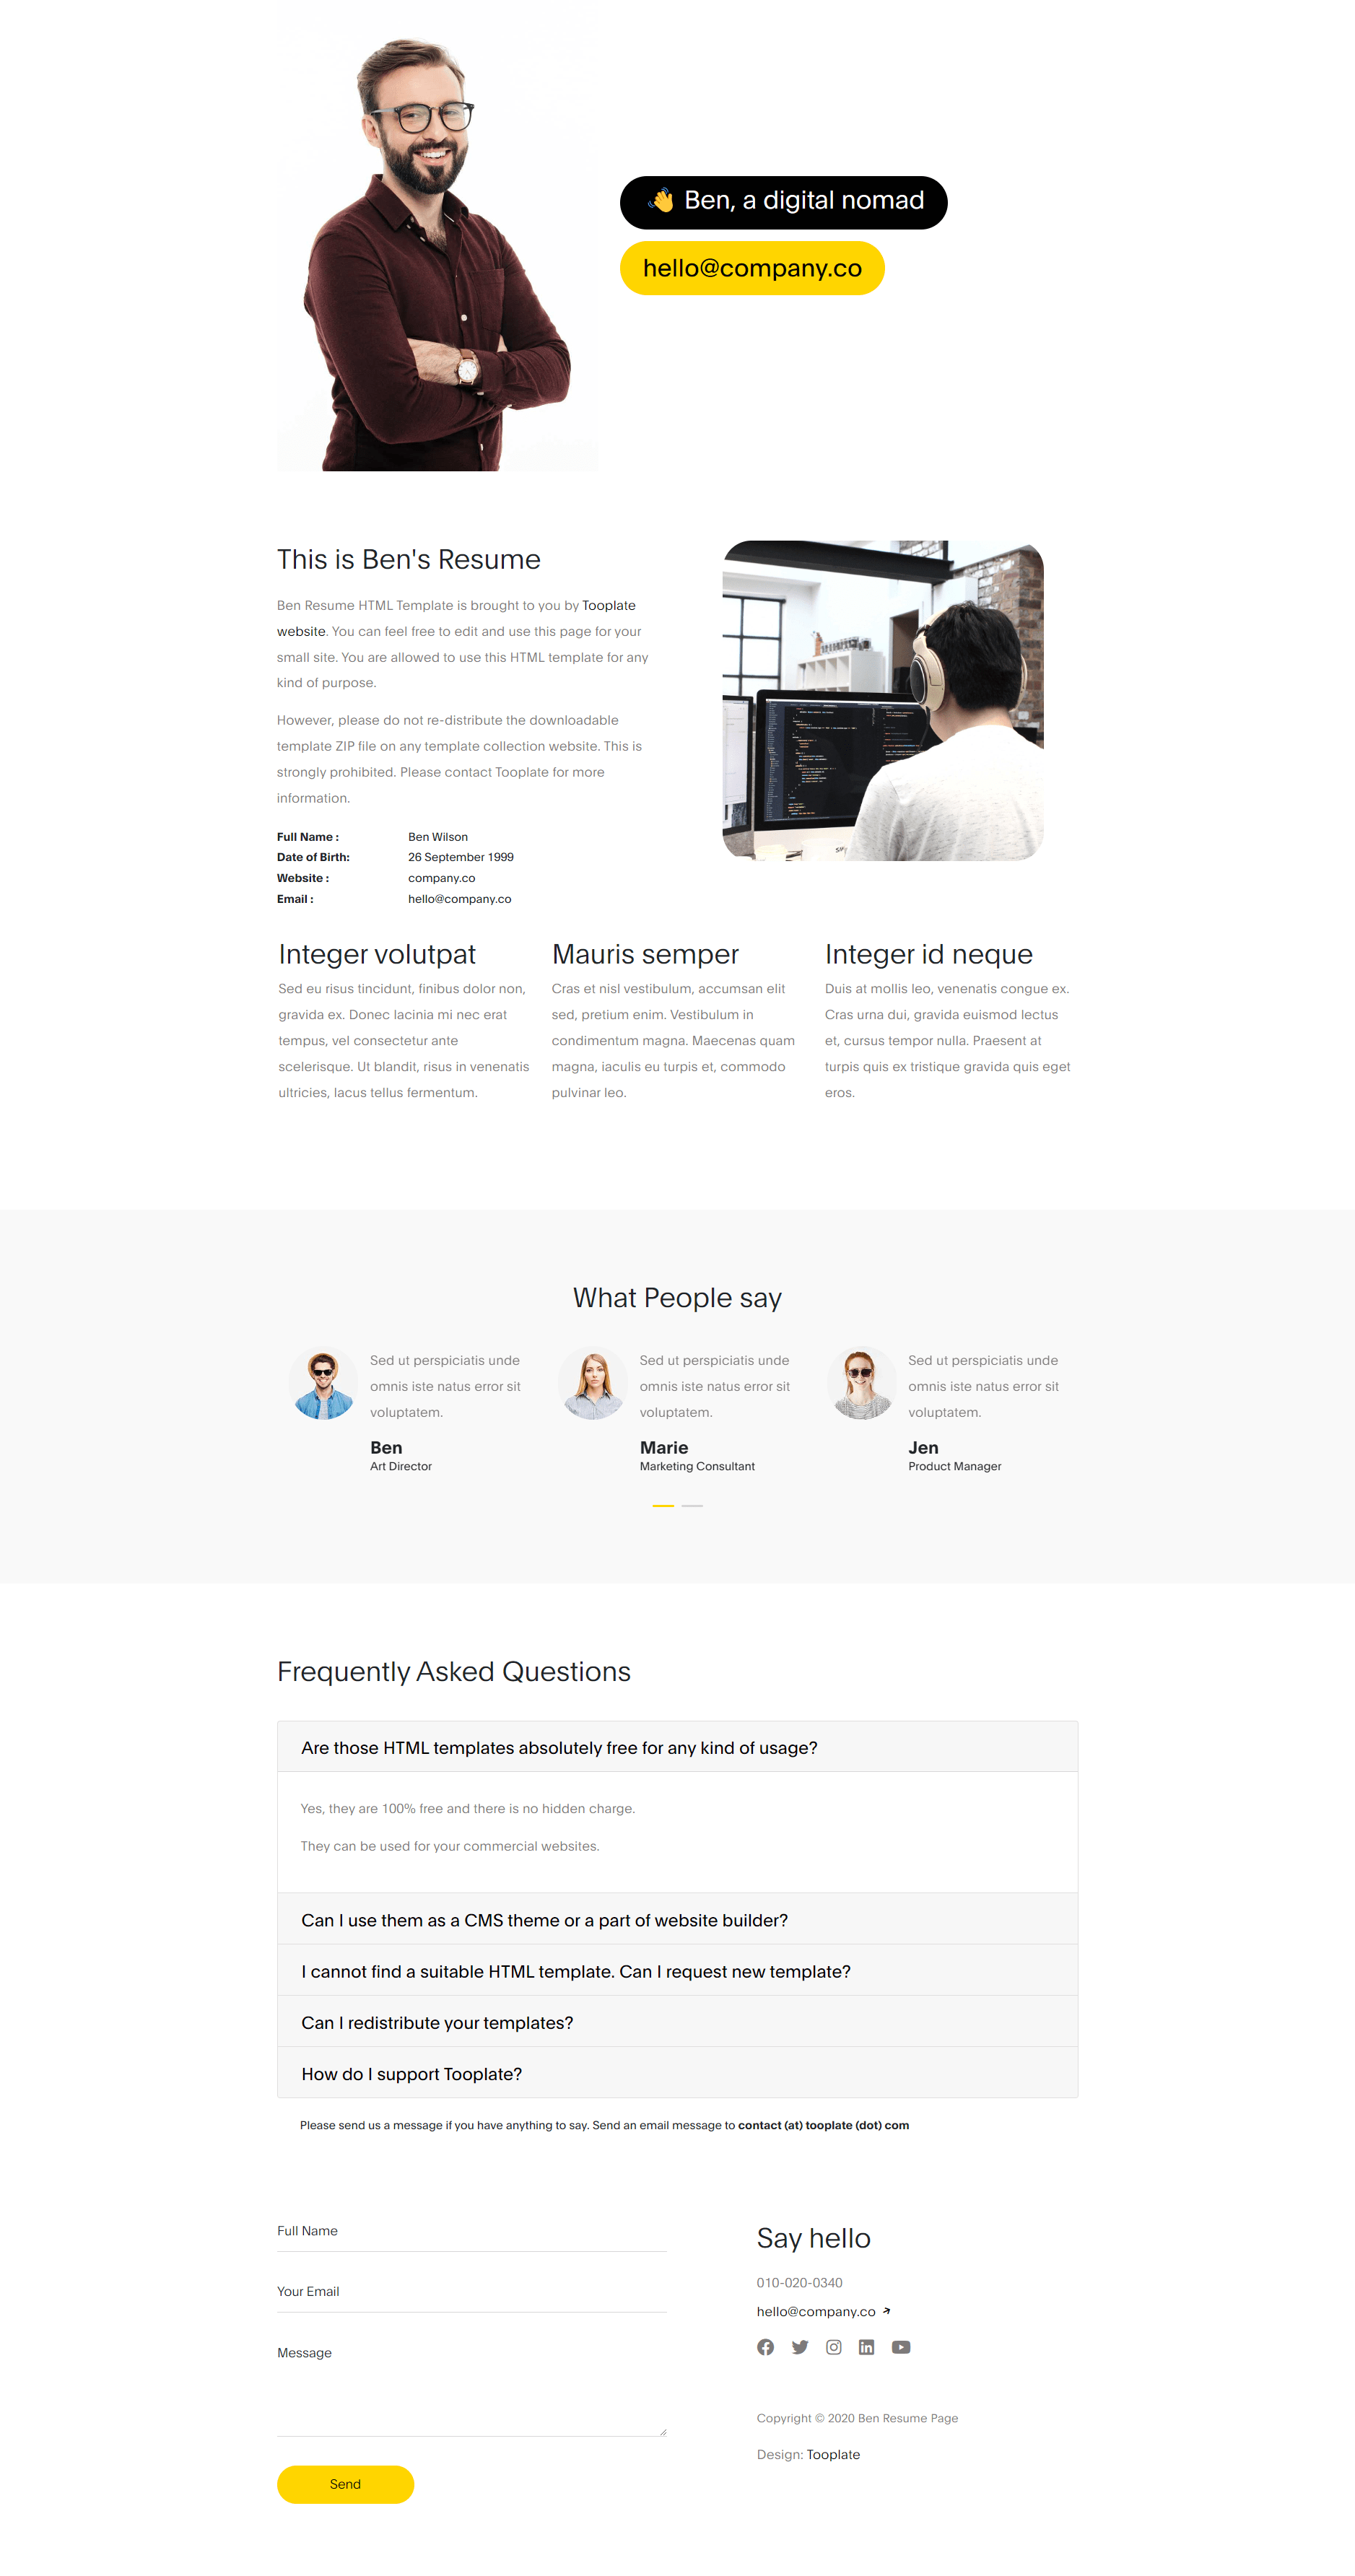 👋 Ben, a digital nomad
hello@company.co
This is Ben's Resume
Ben Resume HTML Template is brought to you by Tooplate
website. You can feel free to edit and use this page for your
small site. You are allowed to use this HTML template for any
kind of purpose.
However, please do not re-distribute the downloadable
template ZIP file on any template collection website. This is
strongly prohibited. Please contact Tooplate for more
information.
Full Name : Ben Wilson
Date of Birth: 26 September 1999
Website : company.co
Email : hello@company.co
Integer volutpat
Sed eu risus tincidunt, finibus dolor non,
gravida ex. Donec lacinia mi nec erat
tempus, vel consectetur ante
scelerisque. Ut blandit, risus in venenatis
ultricies, lacus tellus fermentum.
Mauris semper
Cras et nisl vestibulum, accumsan elit
sed, pretium enim. Vestibulum in
condimentum magna. Maecenas quam
magna, iaculis eu turpis et, commodo
pulvinar leo.
Integer id neque
Duis at mollis leo, venenatis congue ex.
Cras urna dui, gravida euismod lectus
et, cursus tempor nulla. Praesent at
turpis quis ex tristique gravida quis eget
eros.
What People say
Sed ut perspiciatis unde
omnis iste natus error sit
voluptatem.
Ben
Art Director
Sed ut perspiciatis unde
omnis iste natus error sit
voluptatem.
Marie
Marketing Consultant
Sed ut perspiciatis unde
omnis iste natus error sit
voluptatem.
Jen
Product Manager
Frequently Asked Questions
Are those HTML templates absolutely free for any kind of usage?
Yes, they are 100% free and there is no hidden charge.
They can be used for your commercial websites.
Can I use them as a CMS theme or a part of website builder?
I cannot find a suitable HTML template. Can I request new template?
Can I redistribute your templates?
How do I support Tooplate?
Please send us a message if you have anything to say. Send an email message to contact (at) tooplate (dot) com
Full Name
Your Email
Message
Send
Say hello
010-020-0340
hello@company.co
Copyright © 2020 Ben Resume Page
Design: Tooplate